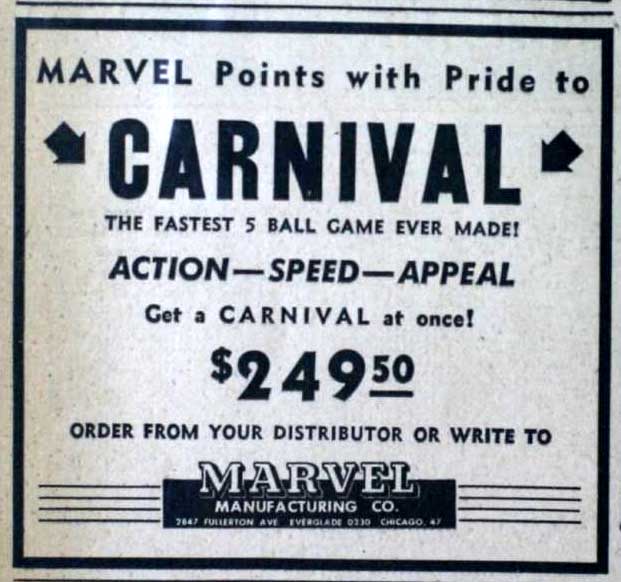 MARVEL Points with Pride to
CARNIVAL
THE FASTEST 5 BALL GAME EVER MADE!
ACTION—SPEED—APPEAL
Get a CARNIVAL at once!
$249 50
ORDER FROM YOUR DISTRIBUTOR OR WRITE TO
MARVEL
MANUFACTURING CO.
2847 FULLERTON AVE EVERGLADE 0230 CHICAGO, 47